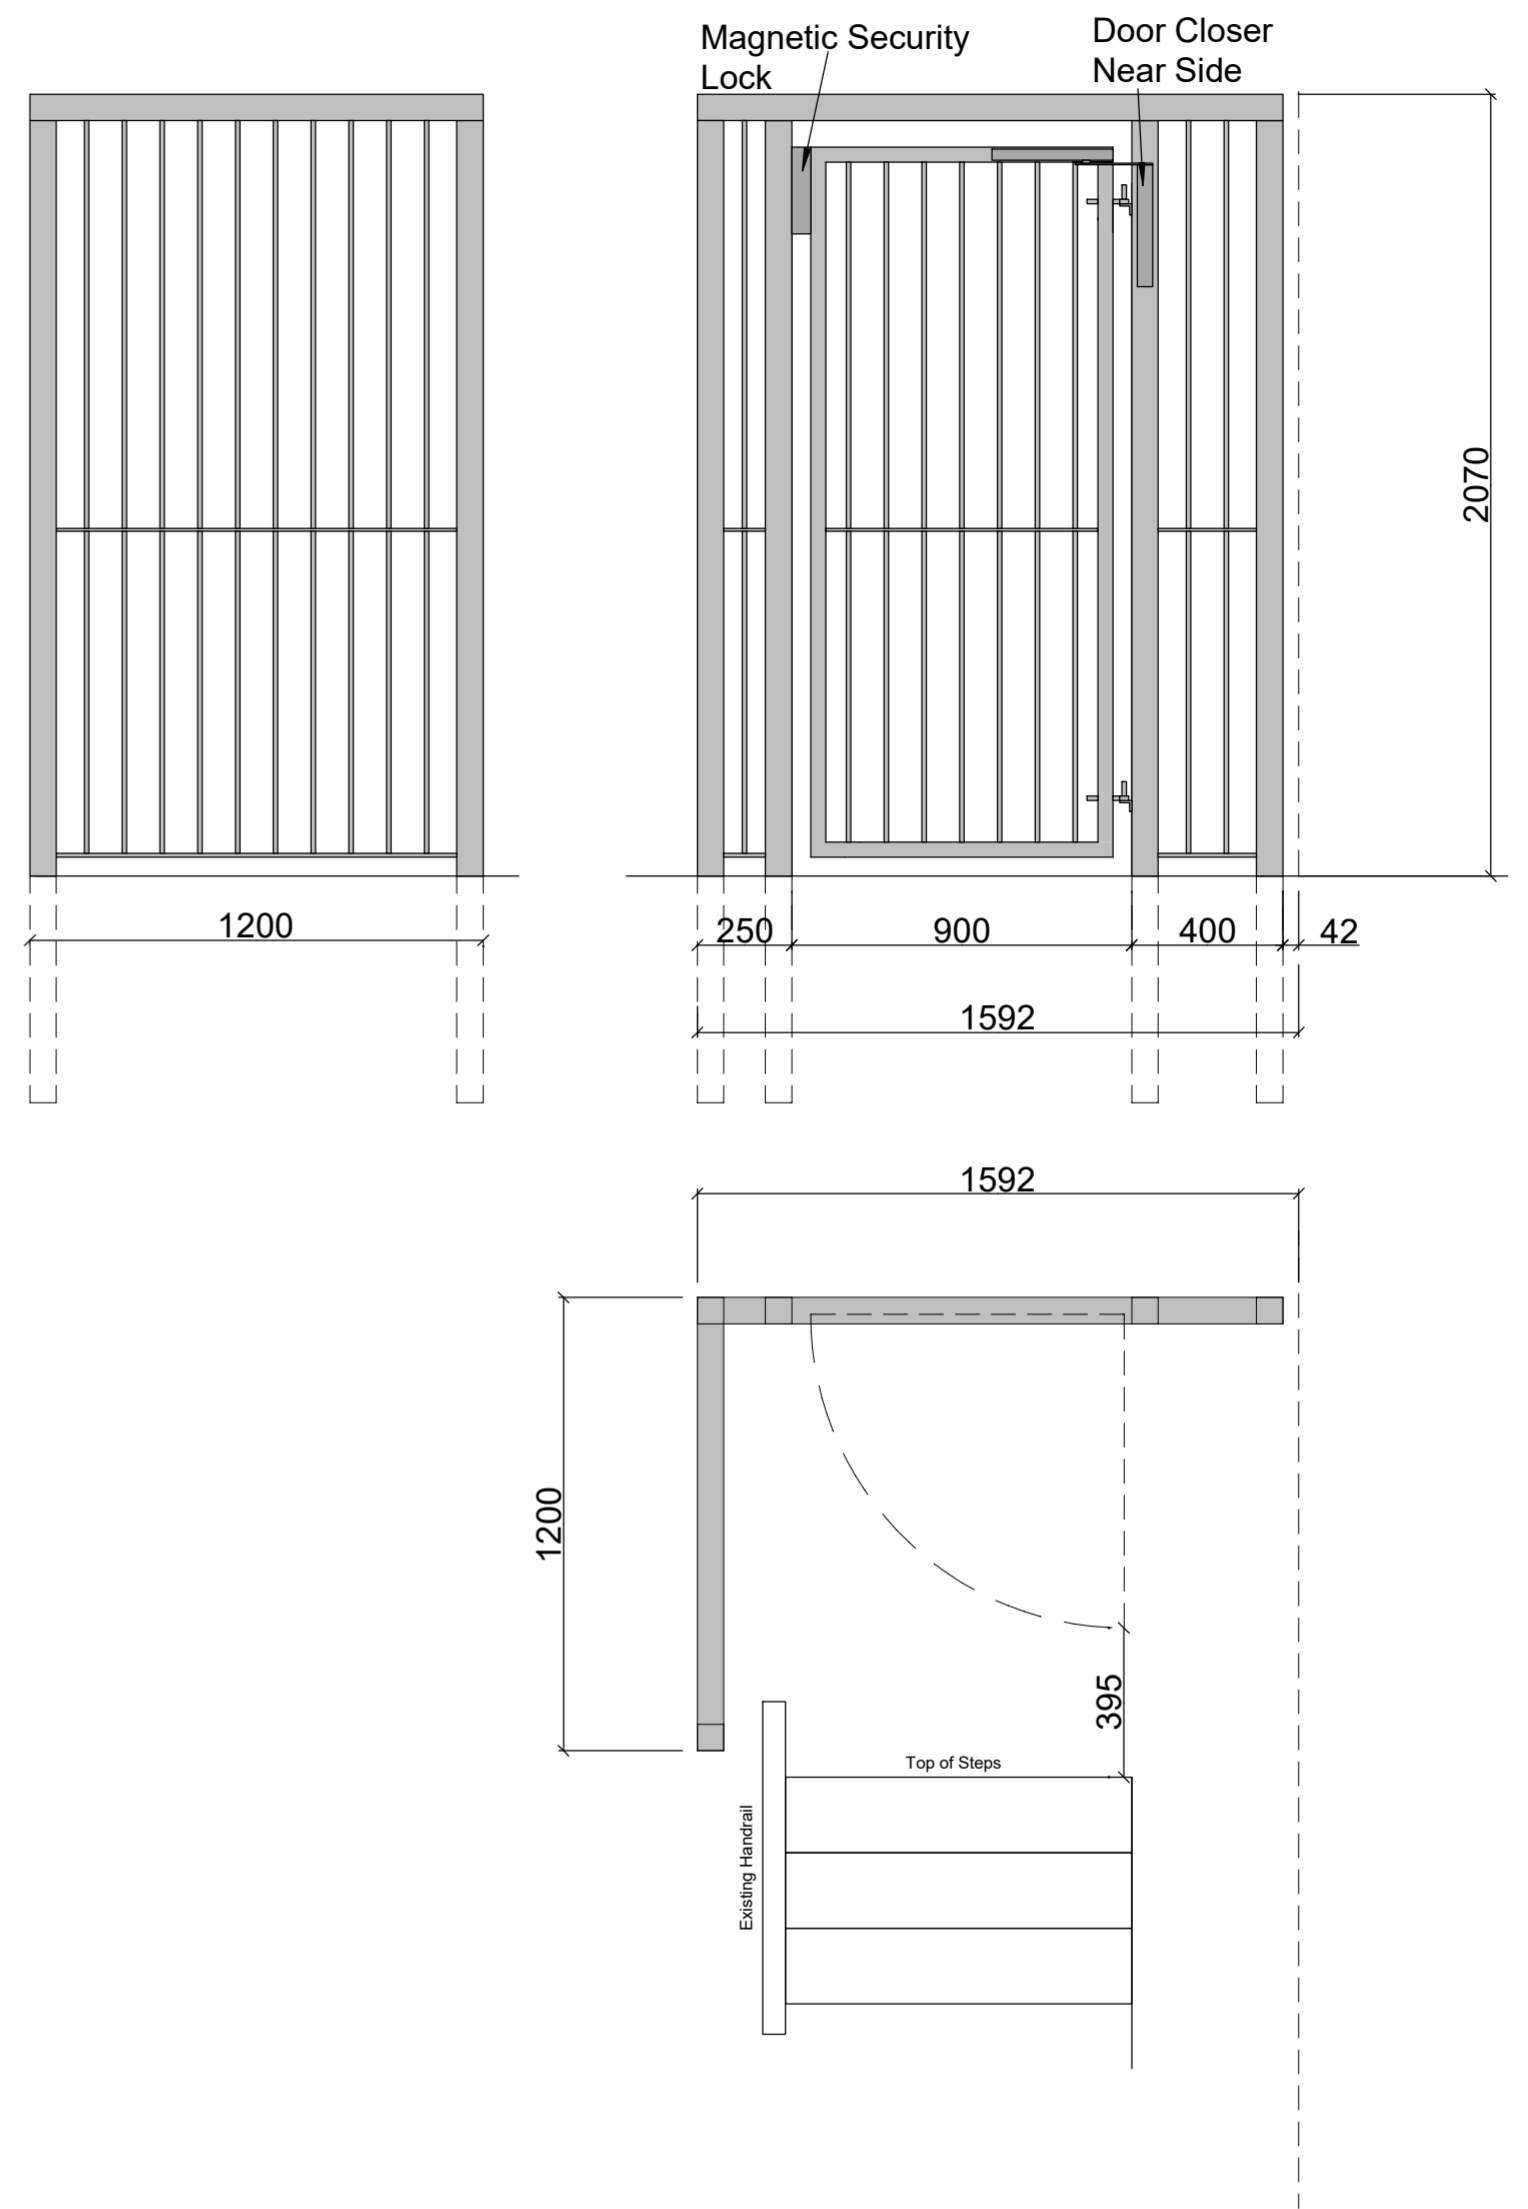 Magnetic Security
Lock
Door Closer
Near Side
2070
1200
250
900
400
42
1592
1592
1200
395
Top of Steps
Existing Handrail